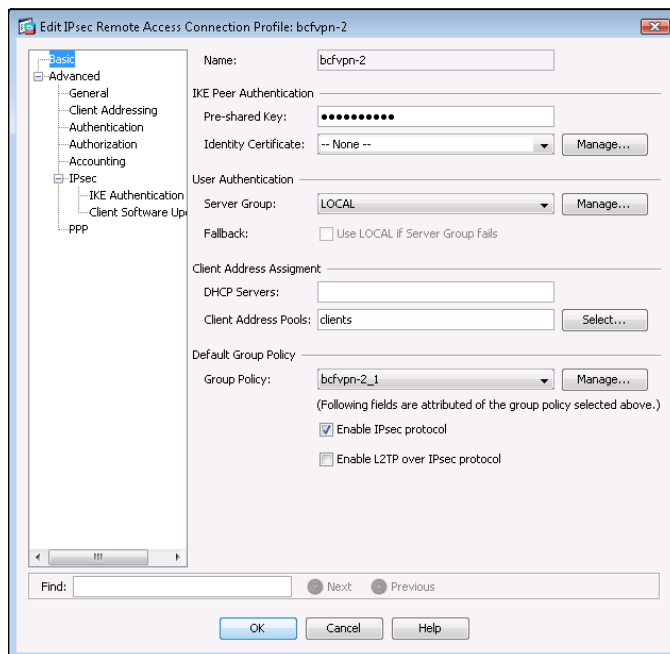 Edit IPsec Remote Access Connection Profile: bcfvpn-2
Basic
Advanced
General
Client Addressing
Authentication
Authorization
Accounting
IPsec
IKE Authentication
Client Software Up
PPP
Name: bcfvpn-2
IKE Peer Authentication
Pre-shared Key: ●●●●●●●●●●
Identity Certificate: -- None -- Manage...
User Authentication
Server Group: LOCAL Manage...
Fallback: Use LOCAL if Server Group fails
Client Address Assigment
DHCP Servers:
Client Address Pools: clients Select...
Default Group Policy
Group Policy: bcfvpn-2_1 Manage...
(Following fields are attributed of the group policy selected above.)
Enable IPsec protocol
Enable L2TP over IPsec protocol
Find: Next Previous
OK Cancel Help